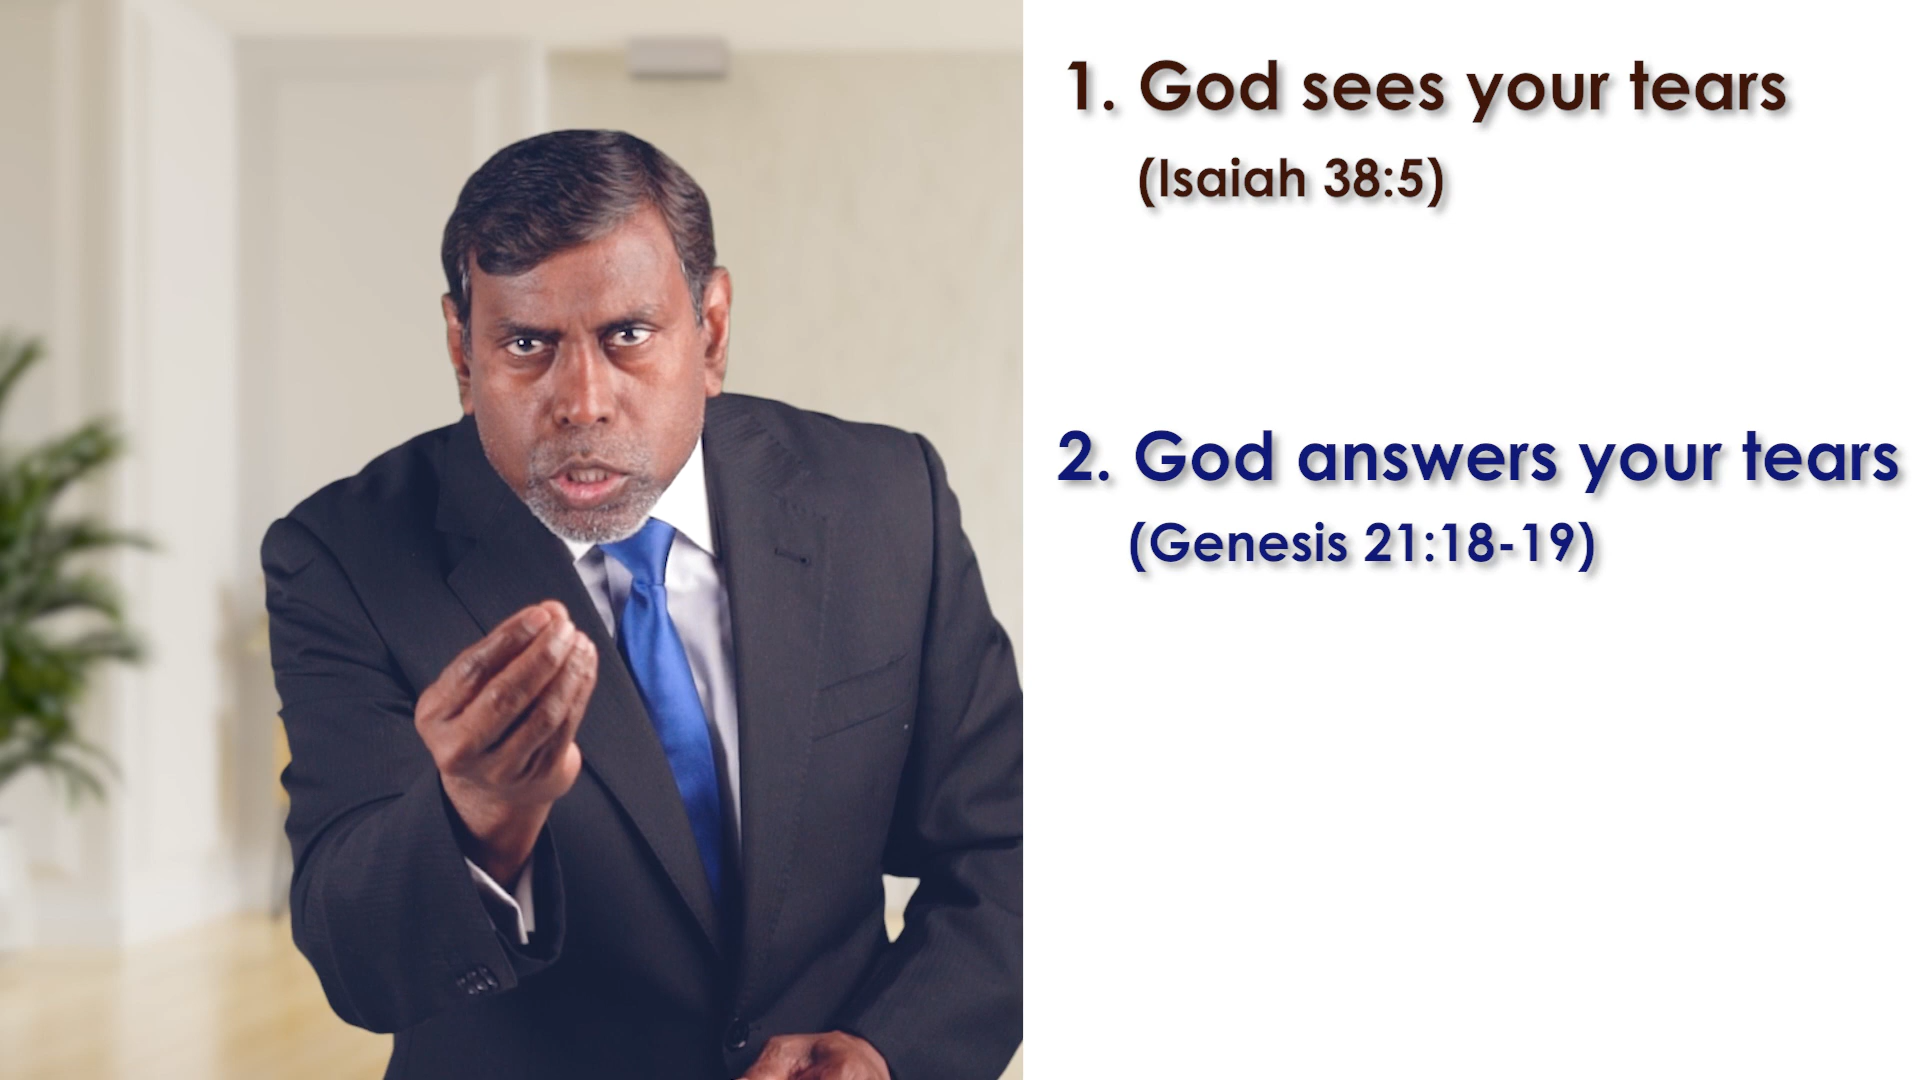 1. God sees your tears
(Isaiah 38:5)
2. God answers your tears
(Genesis 21:18-19)